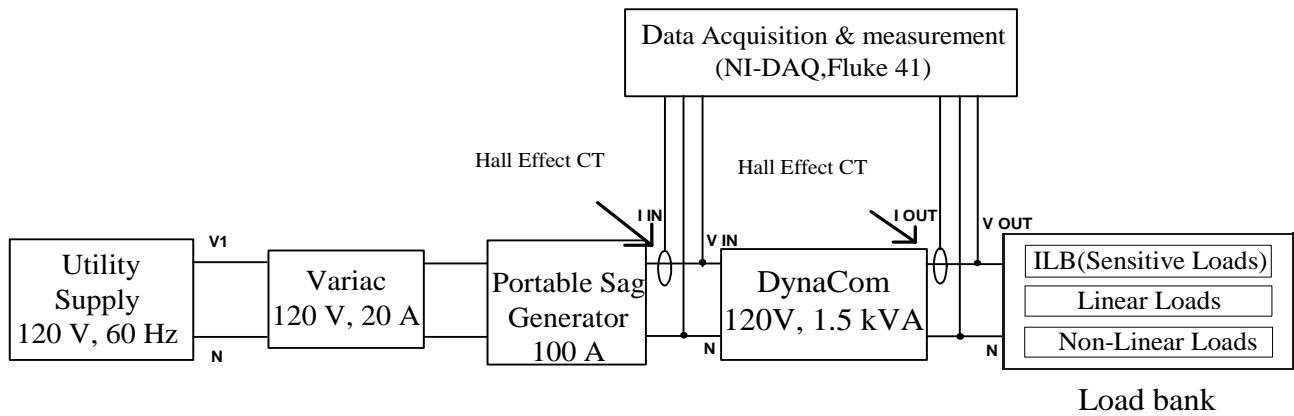 Data Acquisition & measurement
(NI-DAQ,Fluke 41)
Hall Effect CT
Hall Effect CT
I IN
I OUT
V1
V IN
V OUT
Utility
Supply
120 V, 60 Hz
Variac
120 V, 20 A
Portable Sag
Generator
100 A
DynaCom
120V, 1.5 kVA
ILB(Sensitive Loads)
Linear Loads
Non-Linear Loads
N
N
N
Load bank